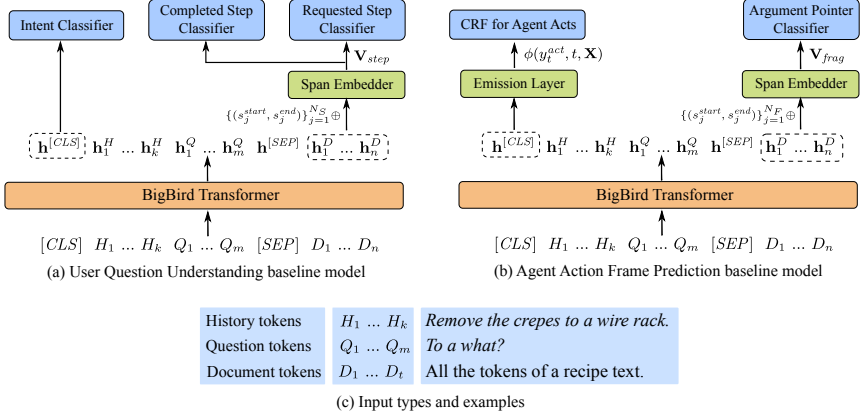 Intent Classifier
Completed Step
Classifier
Requested Step
Classifier
V_{step}
Span Embedder
{(s_j^{start}, s_j^{end})}_{j=1}^{N_S} ⊕
h^{[CLS]} h_1^H ... h_k^H h_1^Q ... h_m^Q h^{[SEP]} h_1^D ... h_n^D
BigBird Transformer
[CLS] H_1 ... H_k Q_1 ... Q_m [SEP] D_1 ... D_n
(a) User Question Understanding baseline model
CRF for Agent Acts
Argument Pointer
Classifier
ϕ(y_t^{act}, t, X)
V_{frag}
Emission Layer
Span Embedder
{(s_j^{start}, s_j^{end})}_{j=1}^{N_F} ⊕
h^{[CLS]} h_1^H ... h_k^H h_1^Q ... h_m^Q h^{[SEP]} h_1^D ... h_n^D
BigBird Transformer
[CLS] H_1 ... H_k Q_1 ... Q_m [SEP] D_1 ... D_n
(b) Agent Action Frame Prediction baseline model
History tokens H_1 ... H_k Remove the crepes to a wire rack.
Question tokens Q_1 ... Q_m To a what?
Document tokens D_1 ... D_t All the tokens of a recipe text.
(c) Input types and examples